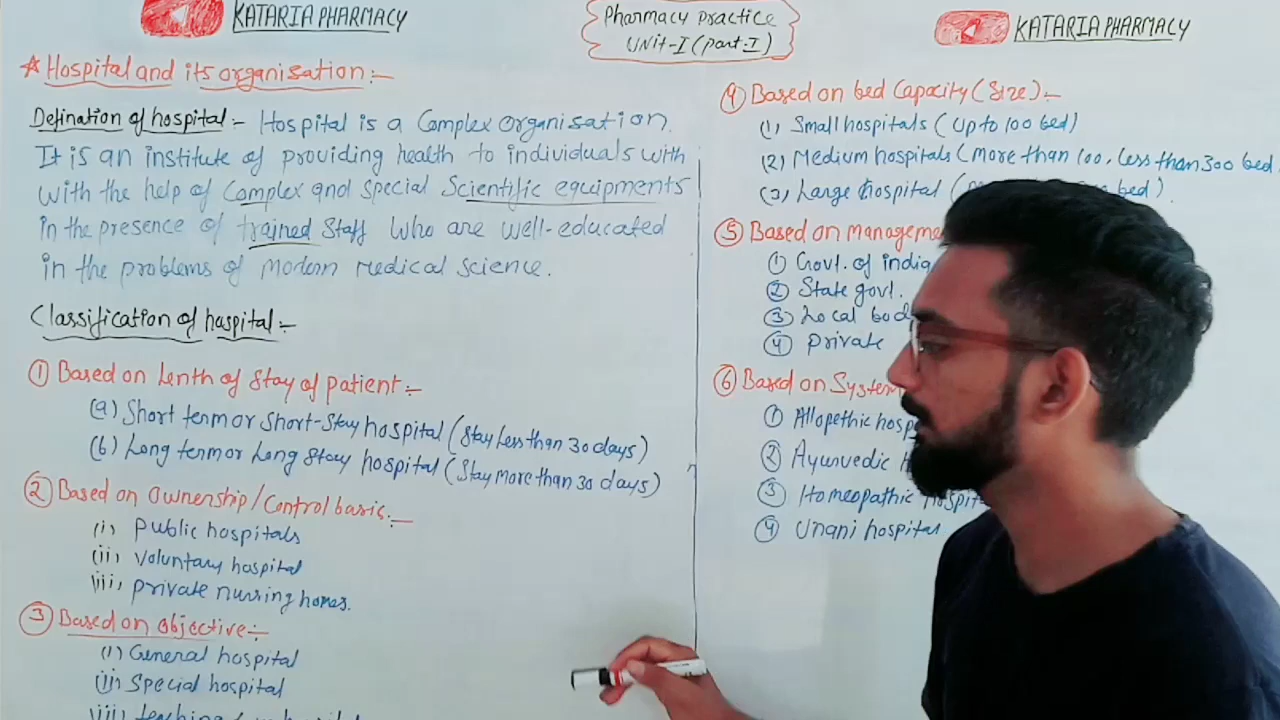 KATARIA PHARMACY
Pharmacy practice
UNit-I (part-I)
KATARIA PHARMACY
* Hospital and its organisation :-
Defination of hospital :- Hospital is a Complex Organisation.
It is an institute of providing health to individuals with
with the help of Complex and special Scientific equipments
in the presence of trained Staff who are well-educated
in the problems of Modern Medical science.
Classification of hospital :-
① Based on Lenth of Stay of patient :-
(a) Short term or Short-Stay hospital (Stay Less than 30 days)
(b) Long term or Long Stay hospital (Stay more than 30 days)
② Based on Ownership/Control basis :-
(i) Public hospitals
(ii) Voluntary hospital
(iii) private nursing homes.
③ Based on objective :-
(i) General hospital
(ii) Special hospital
(iii)
④ Based on bed Capacity (Size) :-
(1) Small hospitals (Up to 100 bed)
(2) Medium hospitals (More than 100, Less than 300 bed
(3) Large hospital ( bed).
⑤ Based on
① Govt. of
② State govt.
③ Local
④ private
⑥ Based on
① Allopethic
② Ayurvedic
③ Homeopathic
④ Unani hospital